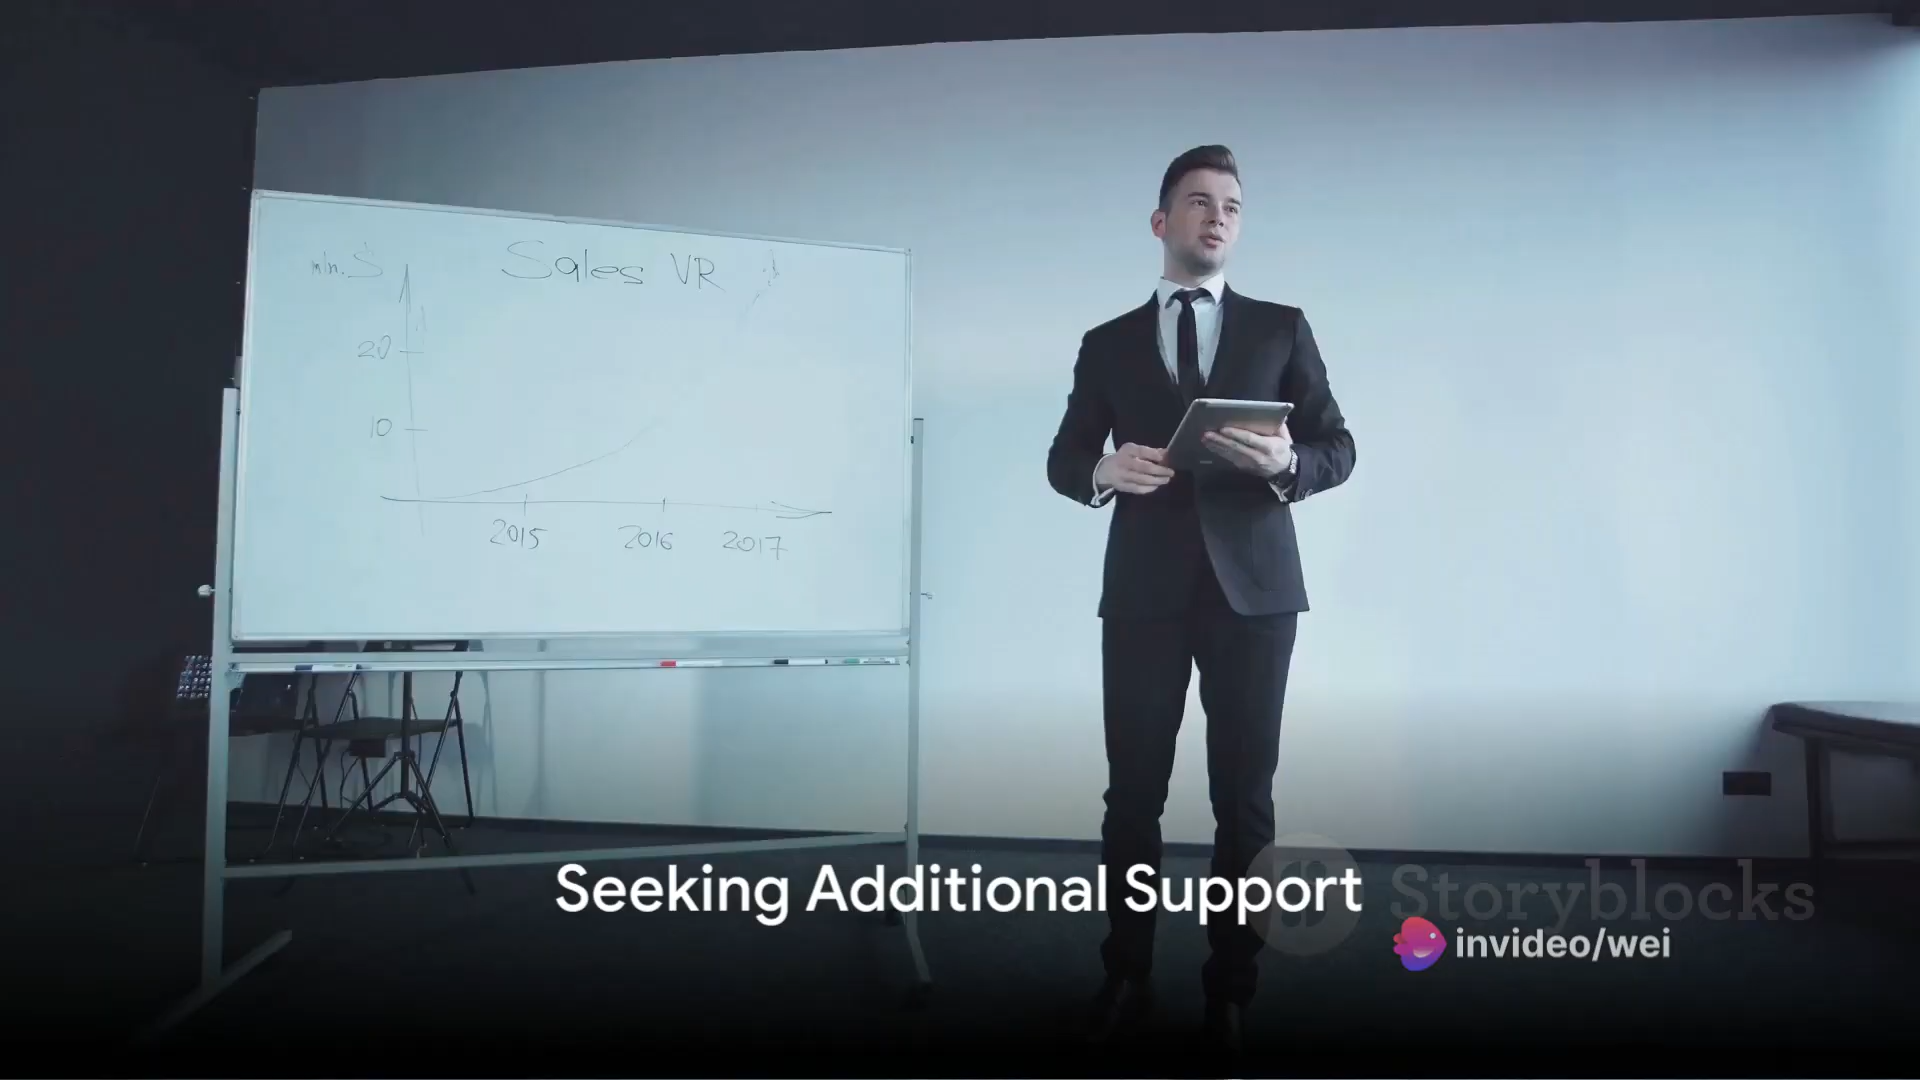 mln. $
Sales VR
20
10
2015 2016 2017
Seeking Additional Support
Storyblocks
invideo/wei